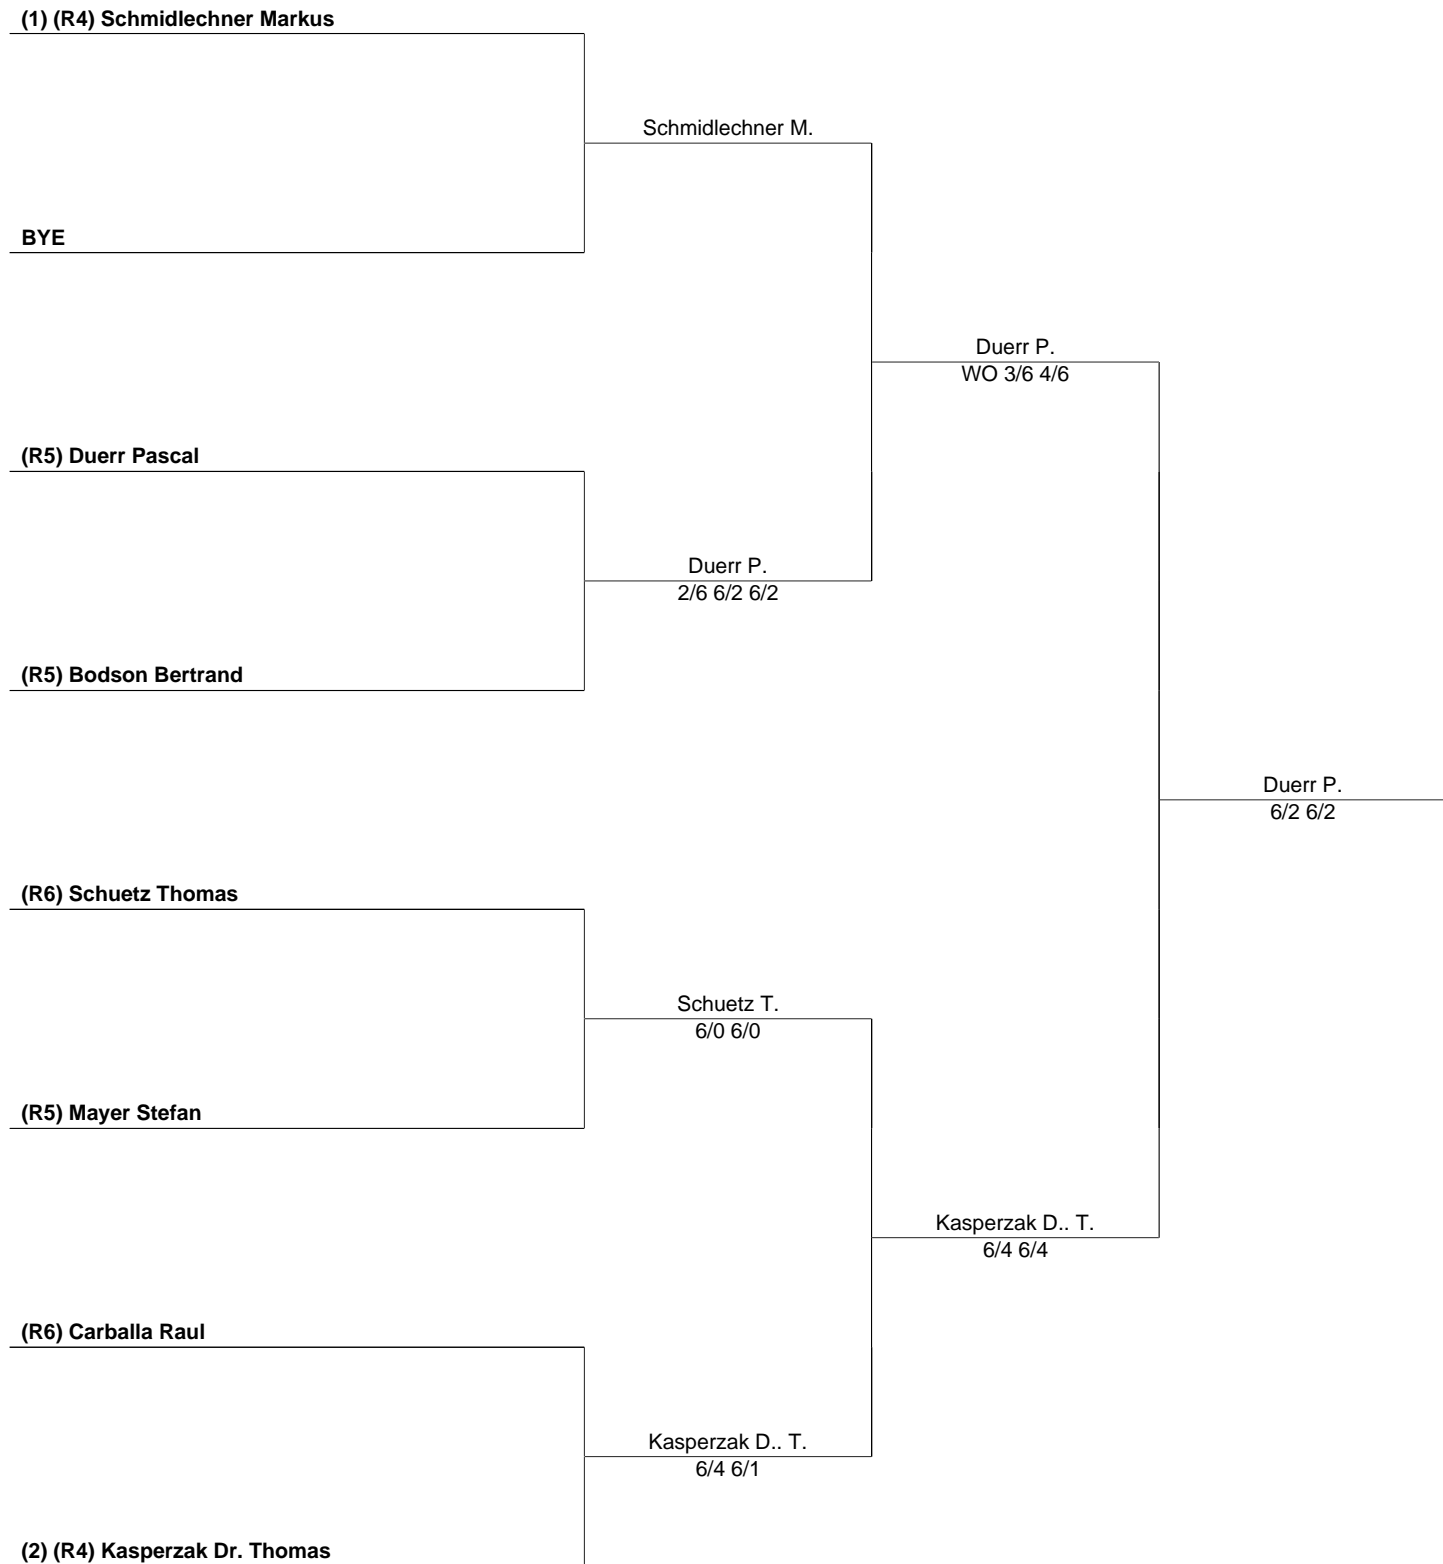 (1) (R4) Schmidlechner Markus
Schmidlechner M.
BYE
Duerr P.
WO 3/6 4/6
(R5) Duerr Pascal
Duerr P.
2/6 6/2 6/2
(R5) Bodson Bertrand
Duerr P.
6/2 6/2
(R6) Schuetz Thomas
Schuetz T.
6/0 6/0
(R5) Mayer Stefan
Kasperzak D.. T.
6/4 6/4
(R6) Carballa Raul
Kasperzak D.. T.
6/4 6/1
(2) (R4) Kasperzak Dr. Thomas